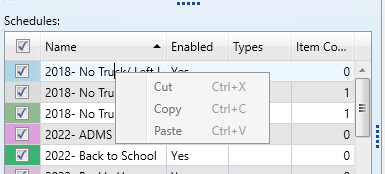 Schedules:
Name Enabled Types Item Co...
2018- No Truck/ Left L Yes 0
2018- No Tru 1
2018- No Tru 1
2022- ADMS 0
2022- Back to School Yes 0
Cut Ctrl+X
Copy Ctrl+C
Paste Ctrl+V